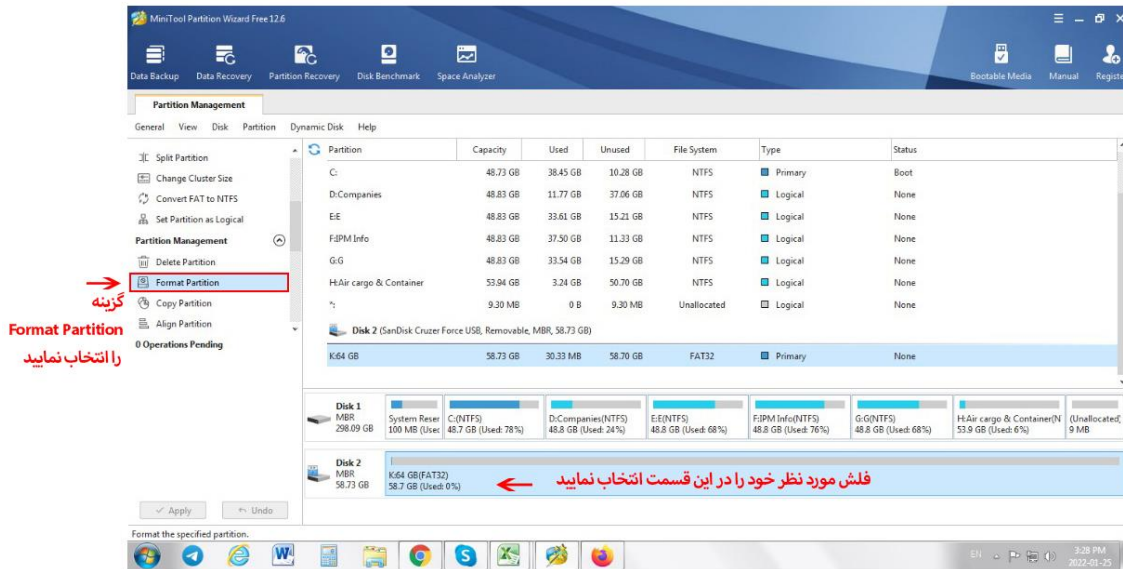 MiniTool Partition Wizard Free 12.6
Data Backup Data Recovery Partition Recovery Disk Benchmark Space Analyzer Bootable Media Manual Registe
Partition Management
General View Disk Partition Dynamic Disk Help
Split Partition
Change Cluster Size
Convert FAT to NTFS
Set Partition as Logical
Partition Management
Delete Partition
Format Partition
Copy Partition
Align Partition
0 Operations Pending
گزینه
Format Partition
را انتخاب نمایید
Partition Capacity Used Unused File System Type Status
C: 48.73 GB 38.45 GB 10.28 GB NTFS Primary Boot
D:Companies 48.83 GB 11.77 GB 37.06 GB NTFS Logical None
E:E 48.83 GB 33.61 GB 15.21 GB NTFS Logical None
F:IPM Info 48.83 GB 37.50 GB 11.33 GB NTFS Logical None
G:G 48.83 GB 33.54 GB 15.29 GB NTFS Logical None
H:Air cargo & Container 53.94 GB 3.24 GB 50.70 GB NTFS Logical None
*: 9.30 MB 0 B 9.30 MB Unallocated Logical None
Disk 2 (SanDisk Cruzer Force USB, Removable, MBR, 58.73 GB)
K:64 GB 58.73 GB 30.33 MB 58.70 GB FAT32 Primary None
Disk 1
MBR
298.09 GB
System Reser C:(NTFS) D:Companies(NTFS) E:E(NTFS) F:IPM Info(NTFS) G:G(NTFS) H:Air cargo & Container(N (Unallocated)
100 MB (Usec 48.7 GB (Used: 78%) 48.8 GB (Used: 24%) 48.8 GB (Used: 68%) 48.8 GB (Used: 76%) 48.8 GB (Used: 68%) 53.9 GB (Used: 6%) 9 MB
Disk 2
MBR
58.73 GB
K:64 GB(FAT32)
58.7 GB (Used: 0%)
فلش مورد نظر خود را در این قسمت انتخاب نمایید
Apply Undo
Format the specified partition.
EN 3:28 PM
2022-01-25